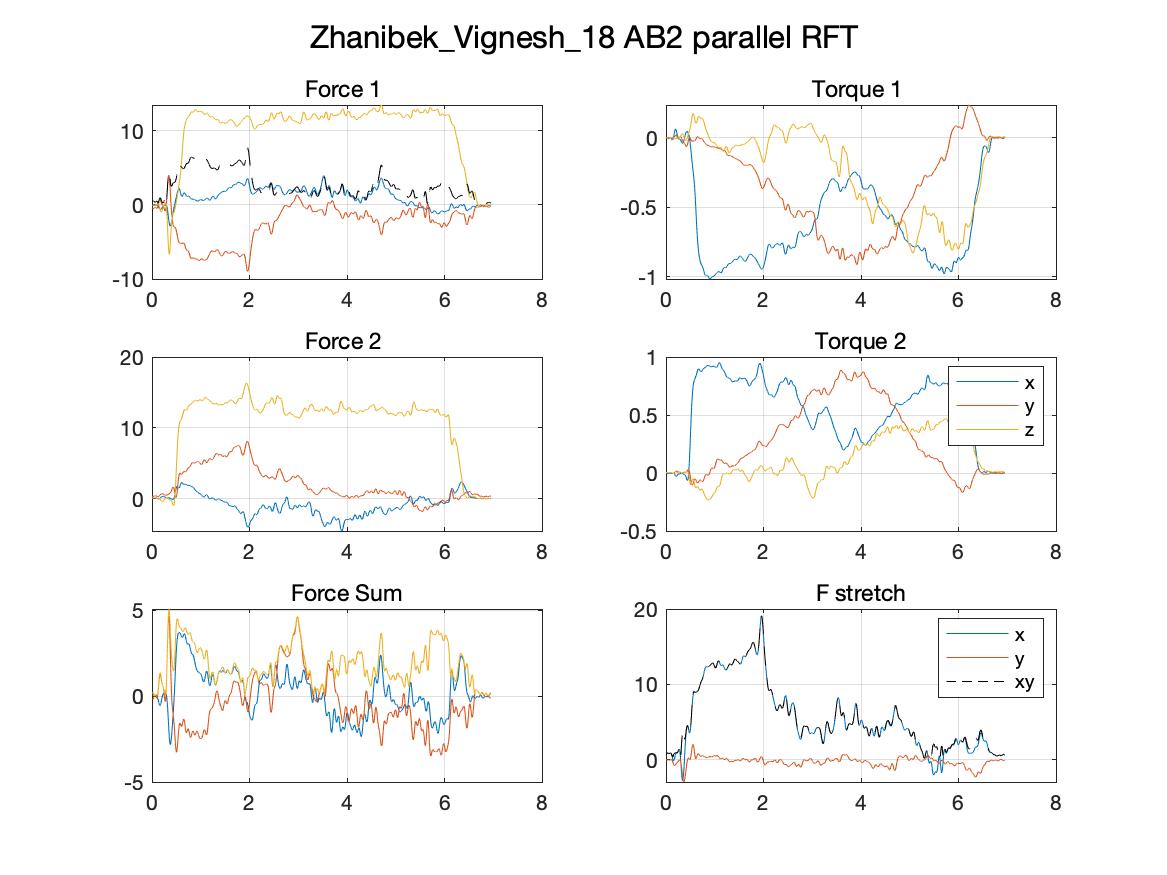 Zhanibek_Vignesh_18 AB2 parallel RFT
Force 1
10
0
-10
0 2 4 6 8
Torque 1
0
-0.5
-1
0 2 4 6 8
Force 2
20
10
0
0 2 4 6 8
Torque 2
1
0.5
0
-0.5
0 2 4 6 8
x
y
z
Force Sum
5
0
-5
0 2 4 6 8
F stretch
20
10
0
0 2 4 6 8
x
y
xy